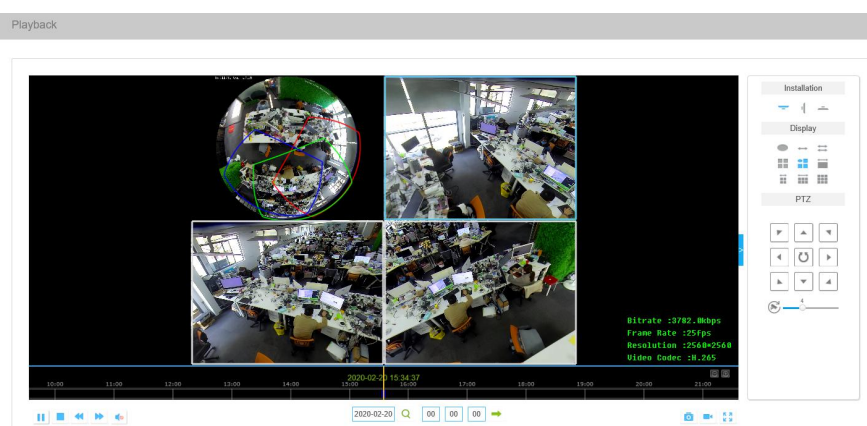 Playback
Installation
Display
PTZ
4
Bitrate :3782.0kbps
Frame Rate :25fps
Resolution :2560*2560
Video Codec :H.265
2020-02-20 15:34:37
10:00 11:00 12:00 13:00 14:00 15:00 16:00 17:00 18:00 19:00 20:00 21:00
2020-02-20 00 00 00